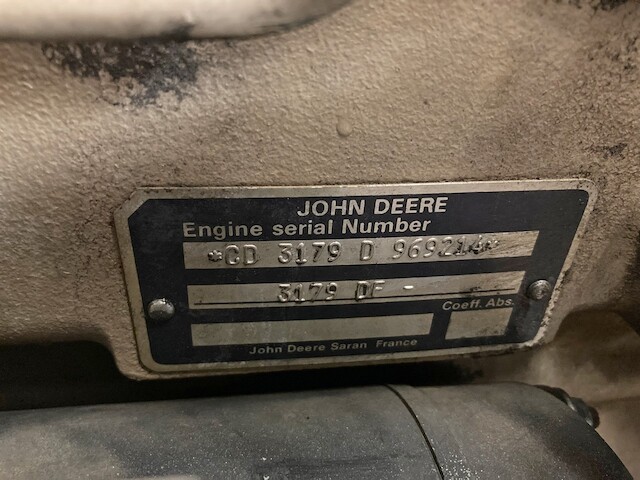 JOHN DEERE
Engine serial Number
*CD 3179 D 969214*
3179 DF -
Coeff. Abs.
John Deere Saran France